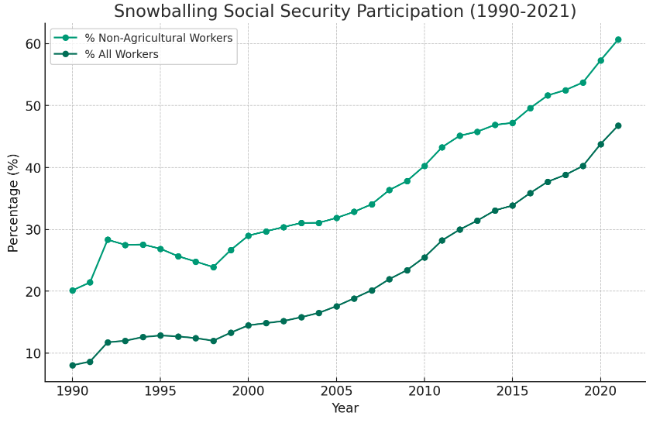 Snowballing Social Security Participation (1990-2021)
% Non-Agricultural Workers
% All Workers
Percentage (%)
60
50
40
30
20
10
1990
1995
2000
2005
2010
2015
2020
Year